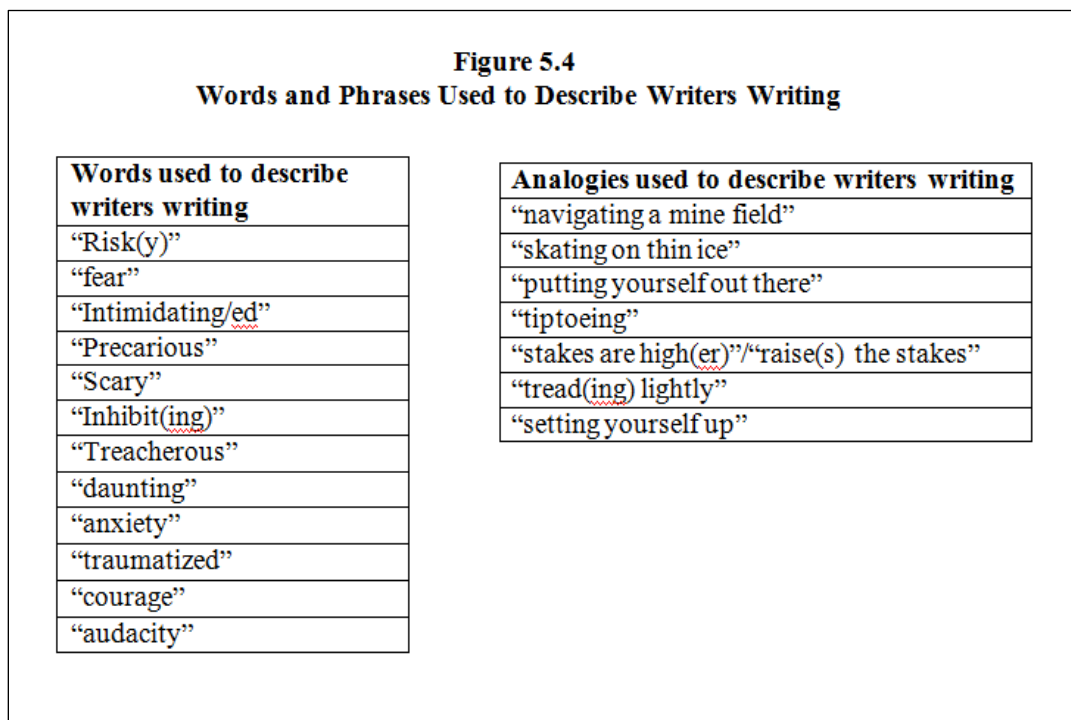 Figure 5.4
Words and Phrases Used to Describe Writers Writing
Words used to describe
writers writing
“Risk(y)”
“fear”
“Intimidating/ed”
“Precarious”
“Scary”
“Inhibit(ing)”
“Treacherous”
“daunting”
“anxiety”
“traumatized”
“courage”
“audacity”
Analogies used to describe writers writing
“navigating a mine field”
“skating on thin ice”
“putting yourself out there”
“tiptoeing”
“stakes are high(er)”/“raise(s) the stakes”
“tread(ing) lightly”
“setting yourself up”